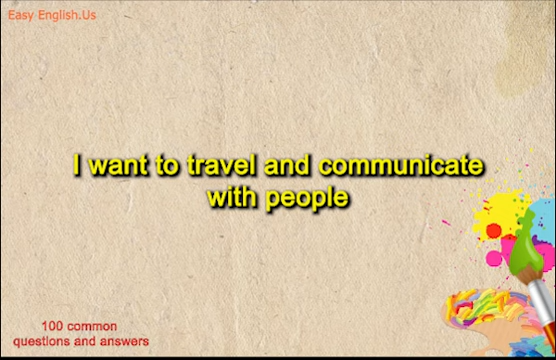 Easy English.Us
I want to travel and communicate
with people
100 common
questions and answers